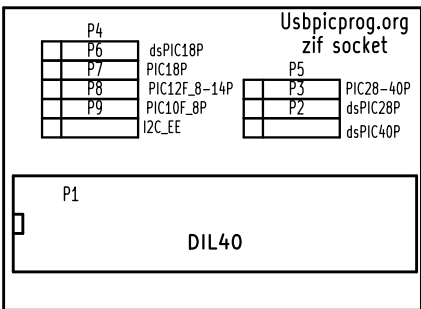 Usbpicprog.org
zif socket
P4
P6 dsPIC18P
P7 PIC18P
P8 PIC12F_8-14P
P9 PIC10F_8P
I2C_EE
P5
P3 PIC28-40P
P2 dsPIC28P
dsPIC40P
P1
DIL40